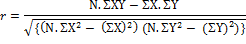 r = N. ΣXY − ΣX. ΣY / √{(N. ΣX² − (ΣX)²) (N. ΣY² − (ΣY)²)}